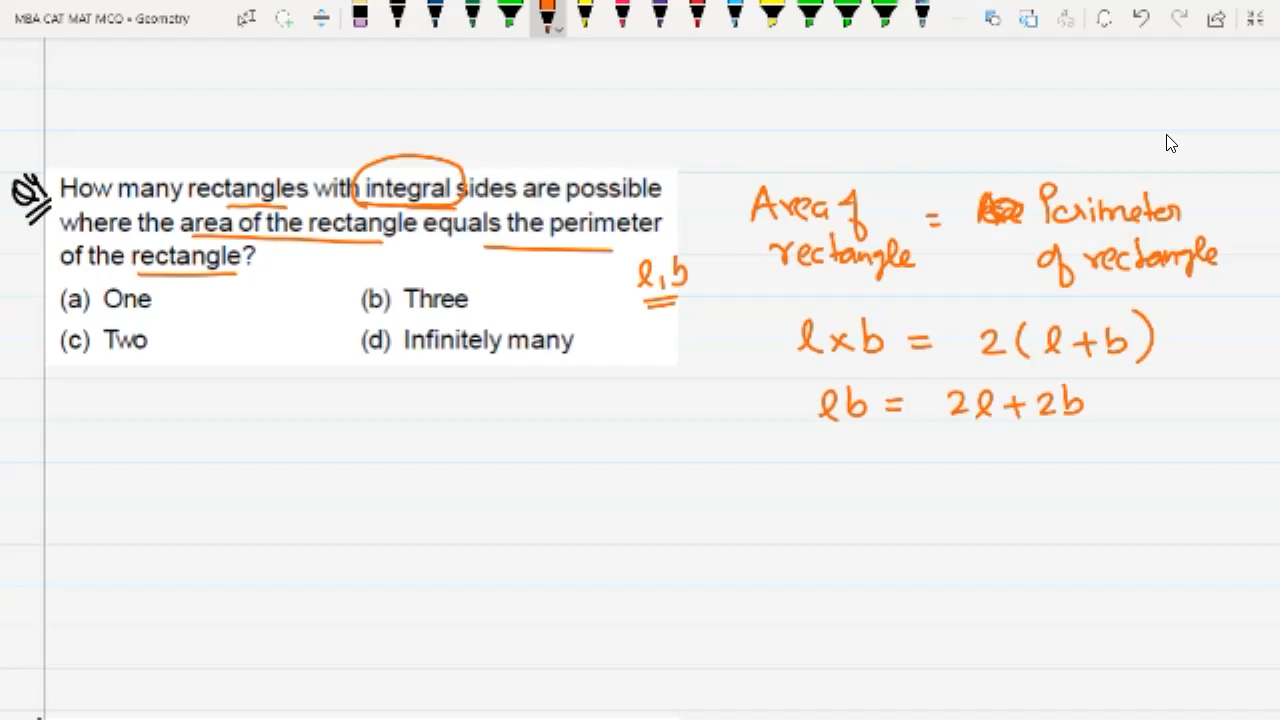 MBA CAT MAT MCQ - Geometry
Q) How many rectangles with integral sides are possible
where the area of the rectangle equals the perimeter
of the rectangle?
(a) One (b) Three
(c) Two (d) Infinitely many
l, b
Area of = Perimeter
rectangle of rectangle
l × b = 2 ( l + b )
lb = 2l + 2b